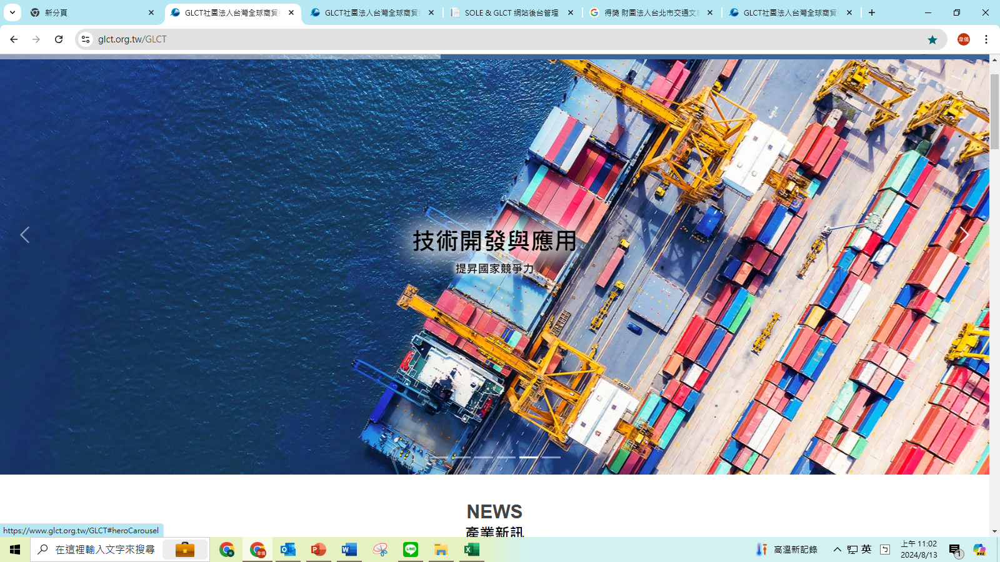 新分頁
GLCT社團法人台灣全球商貿
GLCT社團法人台灣全球商貿
SOLE & GLCT 網站後台管理
得獎 財團法人台北市交通文
GLCT社團法人台灣全球商貿
glct.org.tw/GLCT
韋儀
技術開發與應用
提昇國家競爭力
NEWS
產業新訊
https://www.glct.org.tw/GLCT#heroCarousel
在這裡輸入文字來搜尋
高溫新記錄
英
ㄅ
上午 11:02
2024/8/13
1